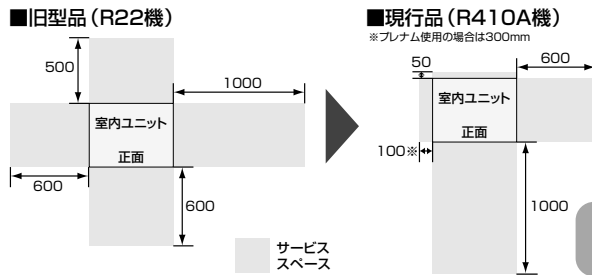 ■旧型品(R22機)
500
1000
室内ユニット
正面
600
600
サービス
スペース
■現行品(R410A機)
※プレナム使用の場合は300mm
50
600
室内ユニット
正面
100※
1000